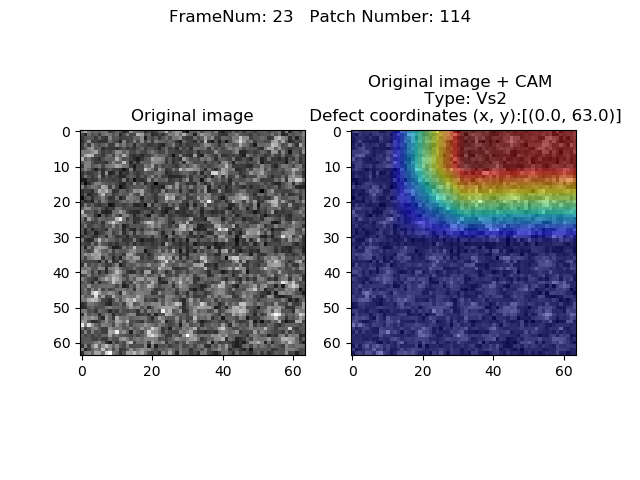 FrameNum: 23   Patch Number: 114
Original image
0
10
20
30
40
50
60
0 20 40 60
Original image + CAM
Type: Vs2
Defect coordinates (x, y):[(0.0, 63.0)]
0
10
20
30
40
50
60
0 20 40 60